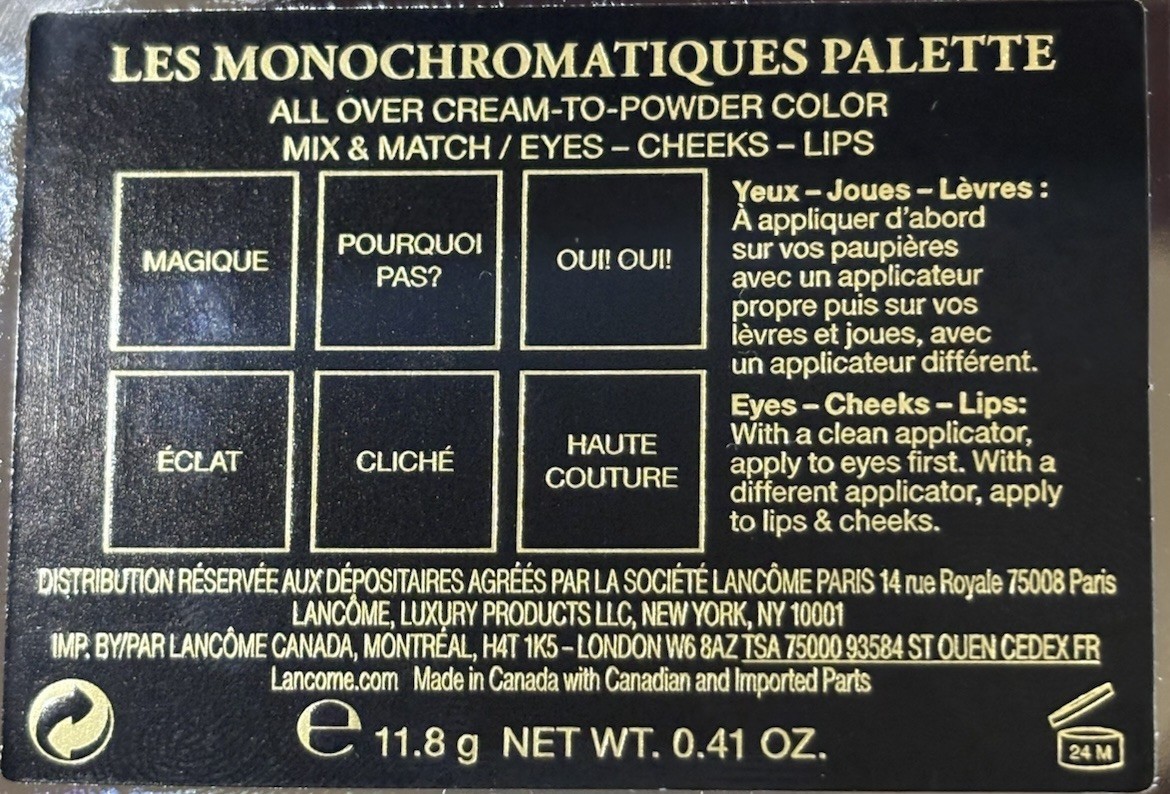 LES MONOCHROMATIQUES PALETTE
ALL OVER CREAM-TO-POWDER COLOR
MIX & MATCH / EYES – CHEEKS – LIPS
MAGIQUE
POURQUOI
PAS?
OUI! OUI!
ÉCLAT
CLICHÉ
HAUTE
COUTURE
Yeux – Joues – Lèvres :
À appliquer d'abord
sur vos paupières
avec un applicateur
propre puis sur vos
lèvres et joues, avec
un applicateur différent.
Eyes – Cheeks – Lips:
With a clean applicator,
apply to eyes first. With a
different applicator, apply
to lips & cheeks.
DISTRIBUTION RÉSERVÉE AUX DÉPOSITAIRES AGRÉÉS PAR LA SOCIÉTÉ LANCÔME PARIS 14 rue Royale 75008 Paris
LANCÔME, LUXURY PRODUCTS LLC, NEW YORK, NY 10001
IMP. BY/PAR LANCÔME CANADA, MONTRÉAL, H4T 1K5 – LONDON W6 8AZ TSA 75000 93584 ST OUEN CEDEX FR
Lancome.com Made in Canada with Canadian and Imported Parts
e 11.8 g NET WT. 0.41 OZ.
24 M